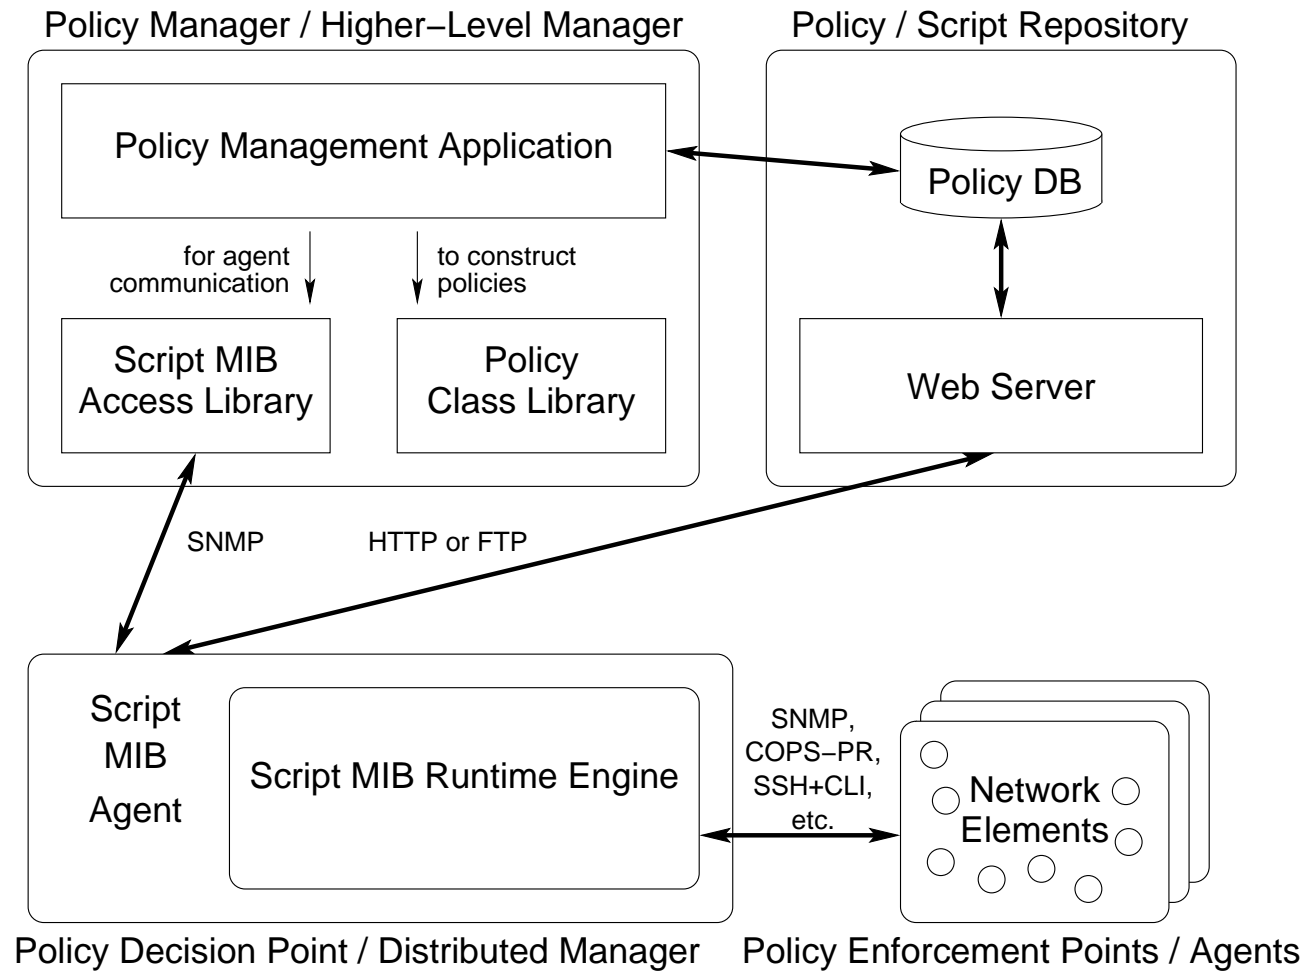 Policy Manager / Higher−Level Manager
Policy / Script Repository
Policy Management Application
Policy DB
for agent
communication
to construct
policies
Script MIB
Access Library
Policy
Class Library
Web Server
SNMP
HTTP or FTP
Script
MIB
Agent
Script MIB Runtime Engine
SNMP,
COPS−PR,
SSH+CLI,
etc.
Network
Elements
Policy Decision Point / Distributed Manager
Policy Enforcement Points / Agents